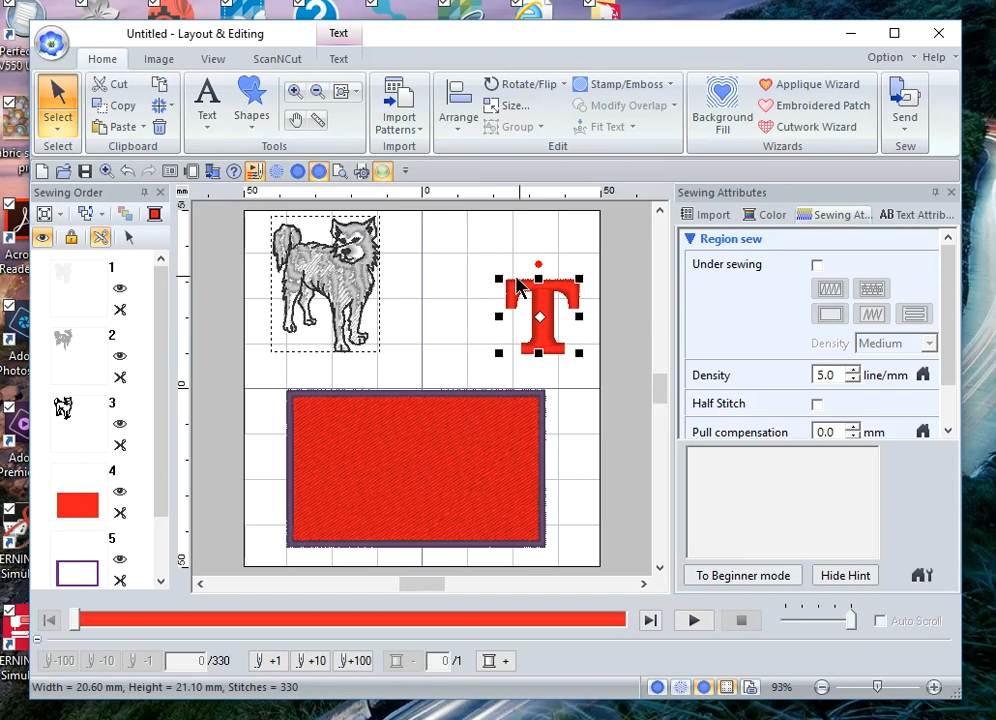 Untitled - Layout & Editing
Text
Home
Image
View
ScanNCut
Text
Option
Help
Select
Cut
Copy
Paste
Text
Shapes
Import
Patterns
Arrange
Rotate/Flip
Size...
Group
Stamp/Emboss
Modify Overlap
Fit Text
Background
Fill
Applique Wizard
Embroidered Patch
Cutwork Wizard
Send
Select
Clipboard
Tools
Import
Edit
Wizards
Sew
Sewing Order
mm
50
0
50
Sewing Attributes
Import
Color
Sewing At...
AB Text Attrib...
Region sew
Under sewing
Density
Medium
Density
5.0
line/mm
Half Stitch
Pull compensation
0.0
mm
1
2
3
4
5
0
50
T
To Beginner mode
Hide Hint
Auto Scroll
-100
-10
-1
0
/330
+1
+10
+100
-
0
/1
+
Width = 20.60 mm, Height = 21.10 mm, Stitches = 330
93%